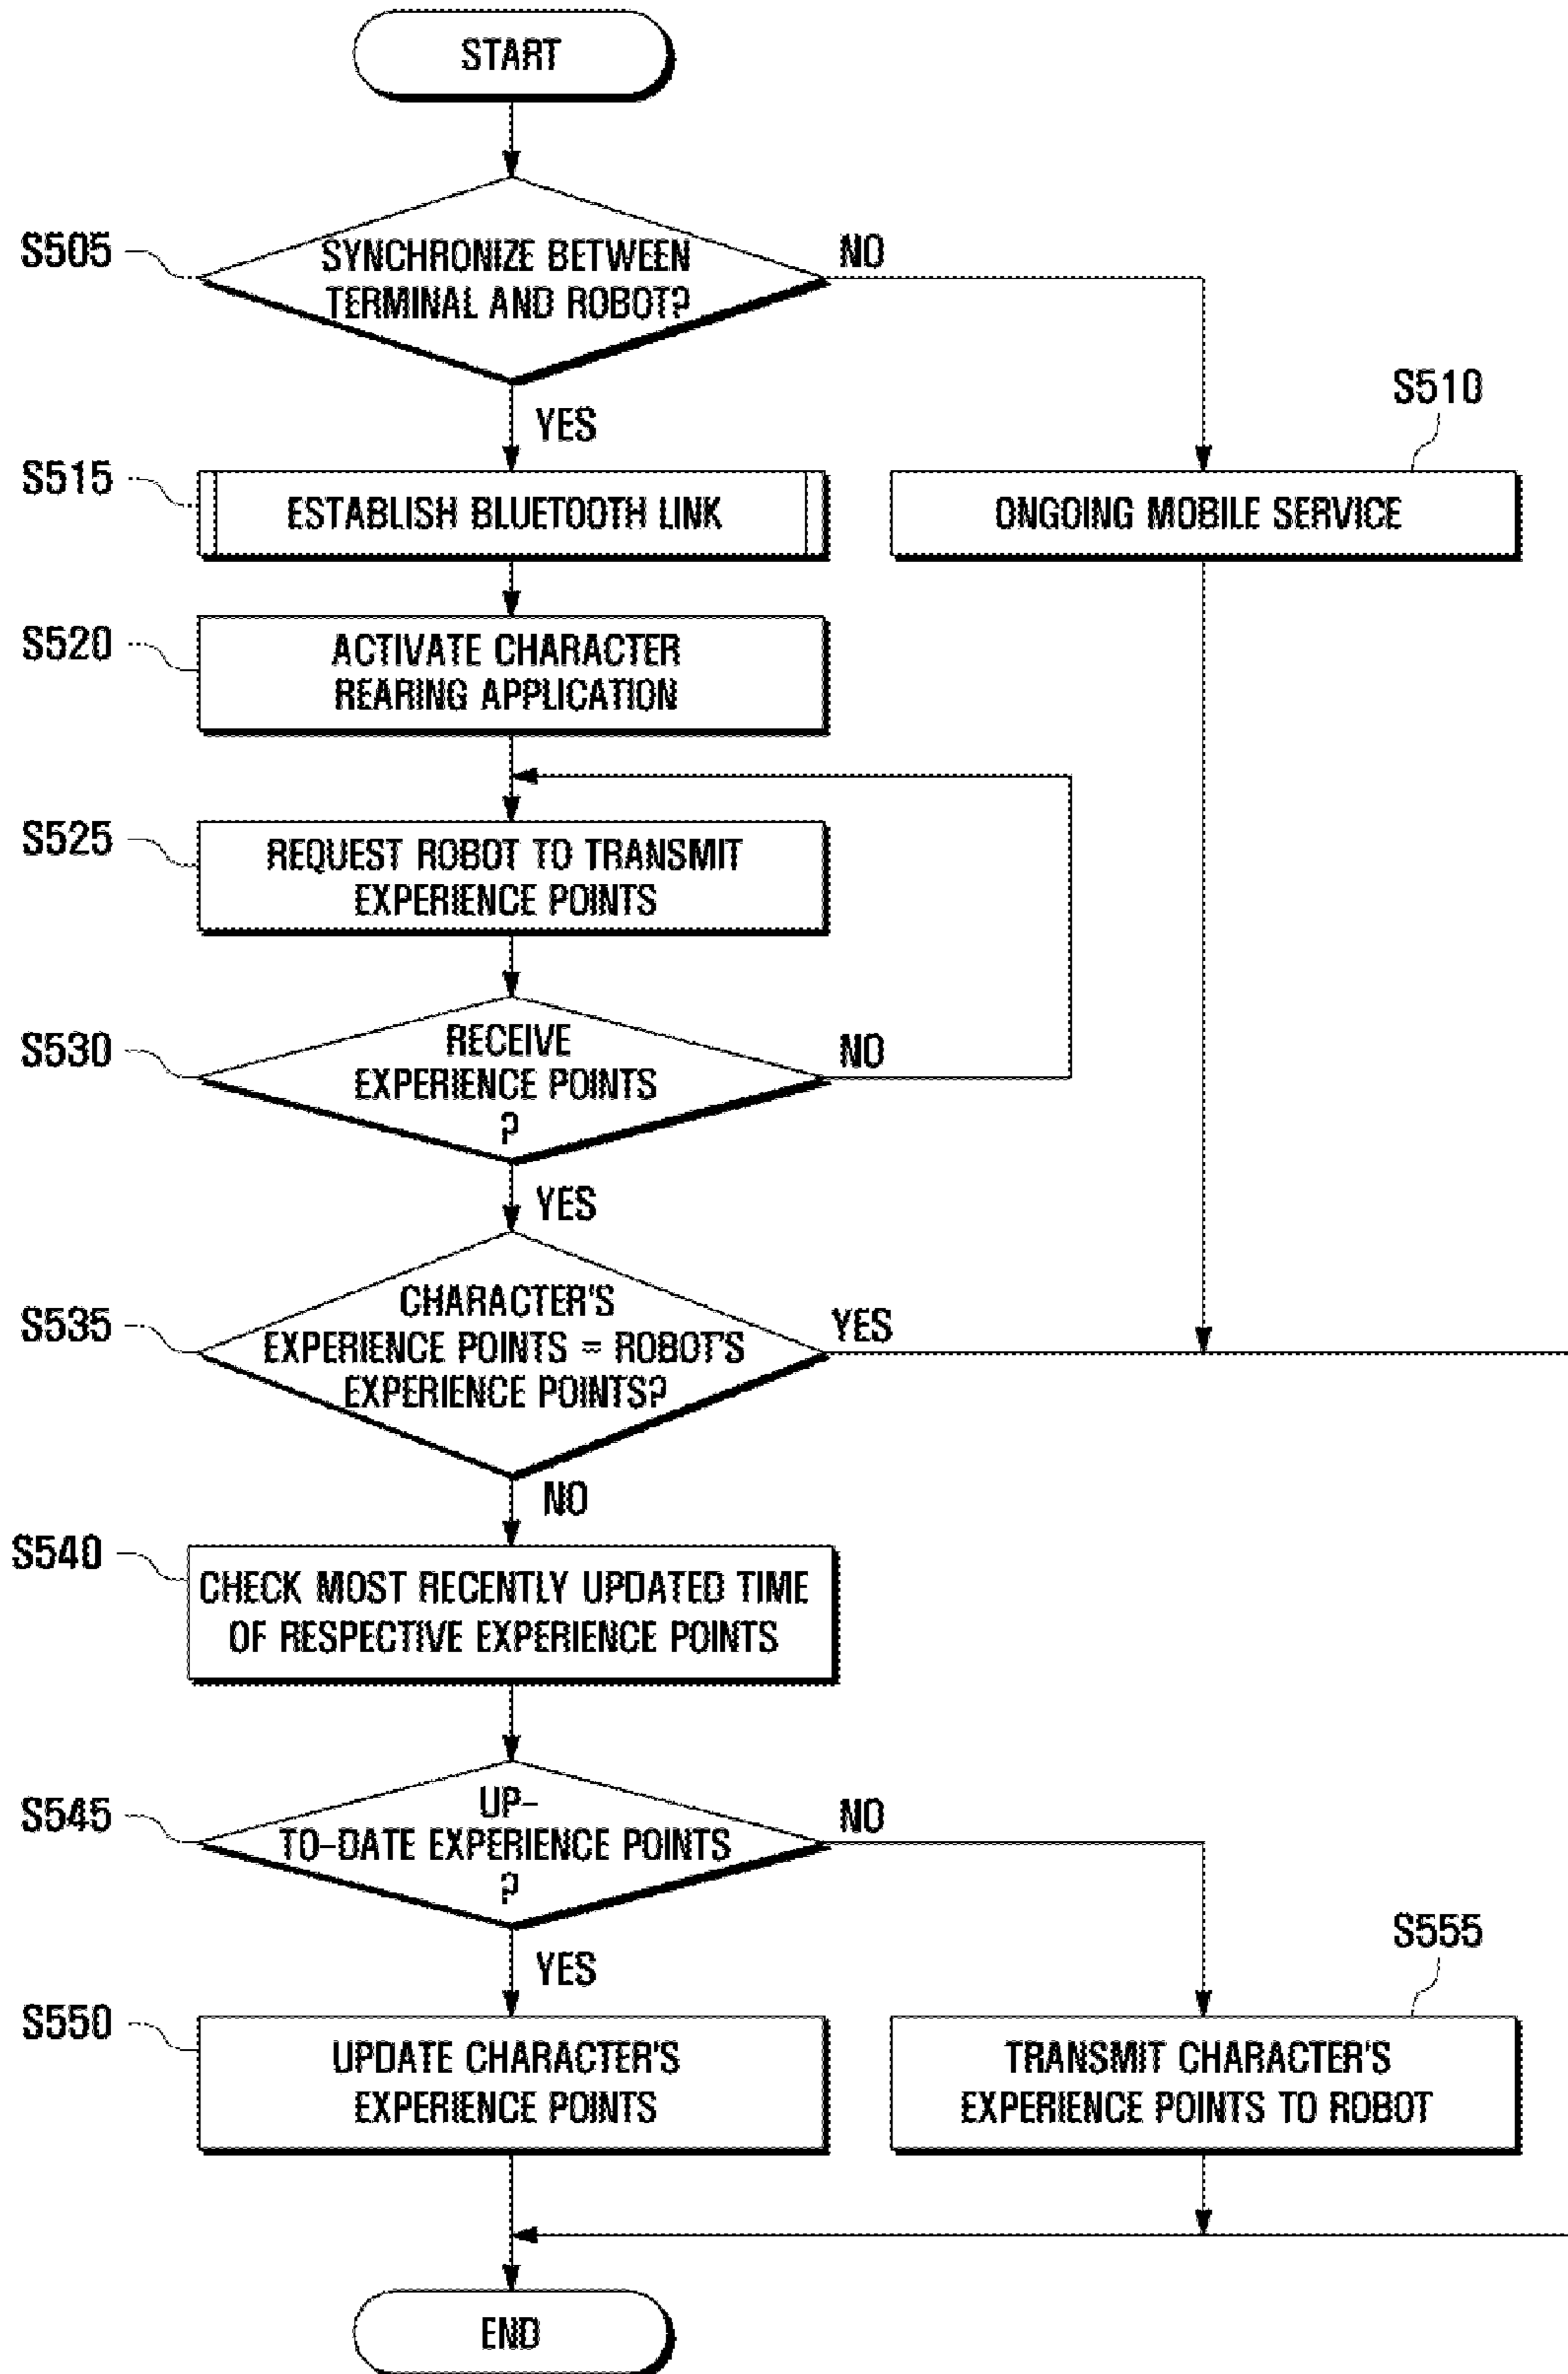 START
S505
SYNCHRONIZE BETWEEN
TERMINAL AND ROBOT?
NO
YES
S510
S515
ESTABLISH BLUETOOTH LINK
ONGOING MOBILE SERVICE
S520
ACTIVATE CHARACTER
REARING APPLICATION
S525
REQUEST ROBOT TO TRANSMIT
EXPERIENCE POINTS
S530
RECEIVE
EXPERIENCE POINTS
?
NO
YES
S535
CHARACTER'S
EXPERIENCE POINTS = ROBOT'S
EXPERIENCE POINTS?
YES
NO
S540
CHECK MOST RECENTLY UPDATED TIME
OF RESPECTIVE EXPERIENCE POINTS
S545
UP-
TO-DATE EXPERIENCE POINTS
?
NO
YES
S555
S550
UPDATE CHARACTER'S
EXPERIENCE POINTS
TRANSMIT CHARACTER'S
EXPERIENCE POINTS TO ROBOT
END